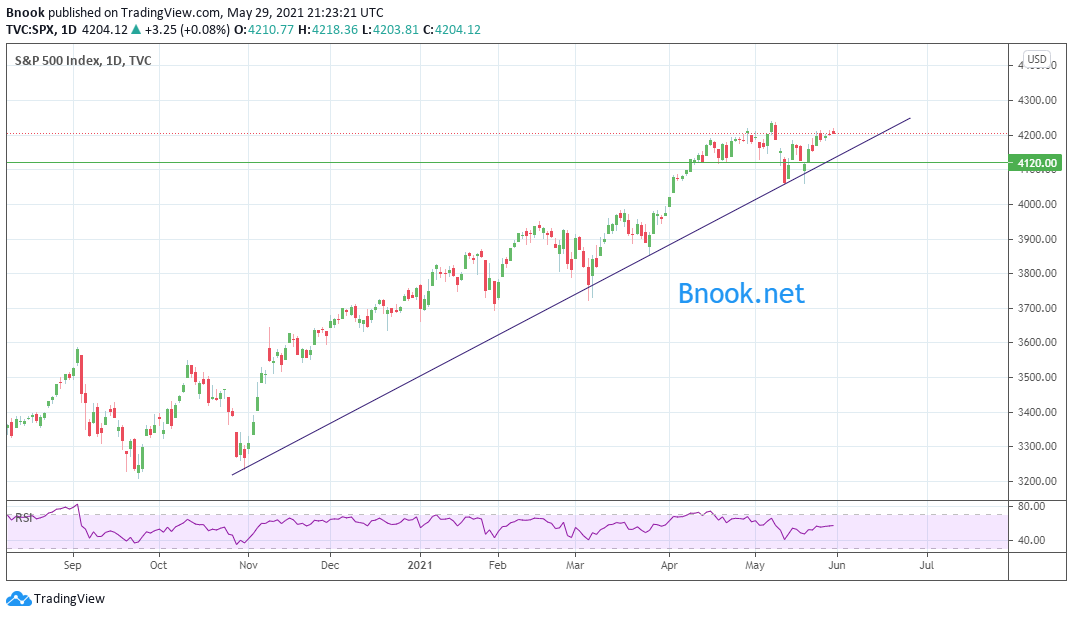 Bnook published on TradingView.com, May 29, 2021 21:23:21 UTC
TVC:SPX, 1D 4204.12 ▲ +3.25 (+0.08%) O:4210.77 H:4218.36 L:4203.81 C:4204.12
S&P 500 Index, 1D, TVC
USD
4300.00
4200.00
4120.00
4000.00
3900.00
3800.00
Bnook.net
3700.00
3600.00
3500.00
3400.00
3300.00
3200.00
RSI
80.00
40.00
Sep Oct Nov Dec 2021 Feb Mar Apr May Jun Jul
TradingView